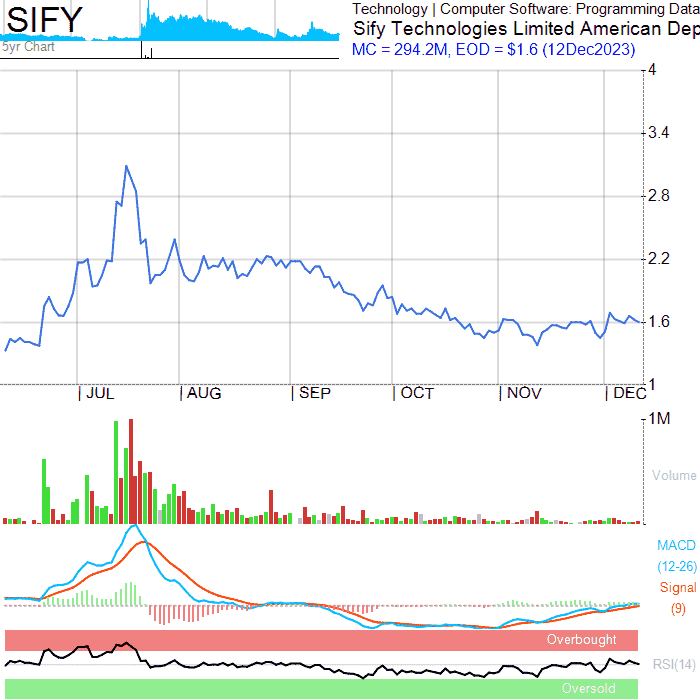 SIFY
5yr Chart
Technology | Computer Software: Programming Data
Sify Technologies Limited American Dep
MC = 294.2M, EOD = $1.6 (12Dec2023)
4
3.4
2.8
2.2
1.6
1
JUL AUG SEP OCT NOV DEC
1M
Volume
MACD
(12-26)
Signal
(9)
Overbought
RSI(14)
Oversold